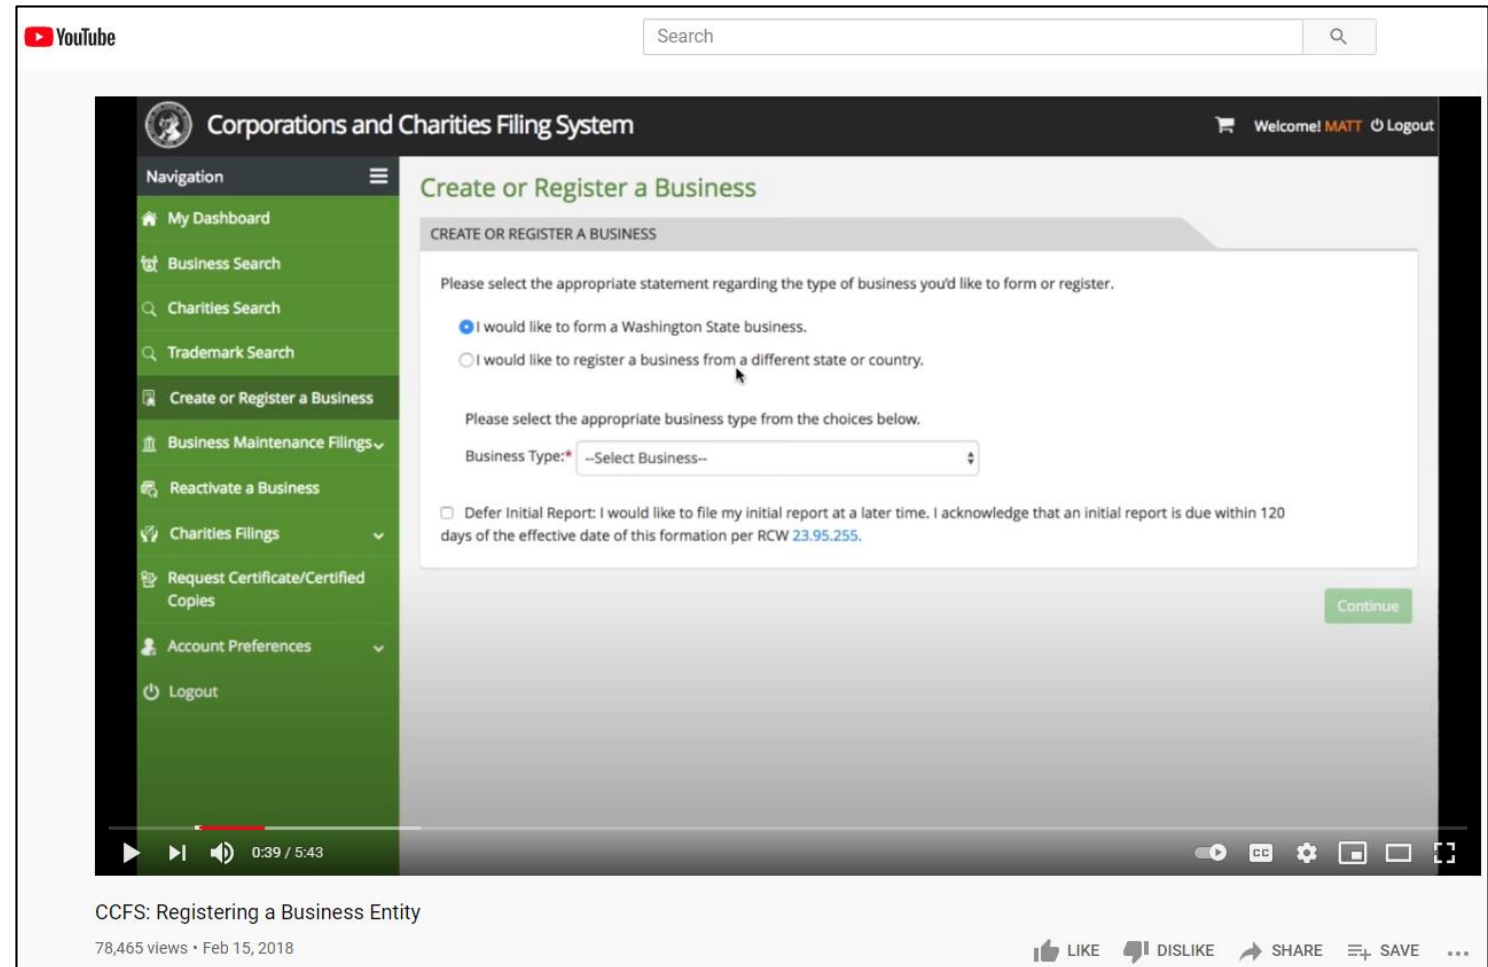 YouTube
Search
Corporations and Charities Filing System
Welcome! MATT Logout
Navigation
My Dashboard
Business Search
Charities Search
Trademark Search
Create or Register a Business
Business Maintenance Filings
Reactivate a Business
Charities Filings
Request Certificate/Certified
Copies
Account Preferences
Logout
Create or Register a Business
CREATE OR REGISTER A BUSINESS
Please select the appropriate statement regarding the type of business you'd like to form or register.
I would like to form a Washington State business.
I would like to register a business from a different state or country.
Please select the appropriate business type from the choices below.
Business Type:* --Select Business--
Defer Initial Report: I would like to file my initial report at a later time. I acknowledge that an initial report is due within 120
days of the effective date of this formation per RCW 23.95.255.
Continue
0:39 / 5:43
CC
CCFS: Registering a Business Entity
78,465 views • Feb 15, 2018
LIKE DISLIKE SHARE SAVE ...